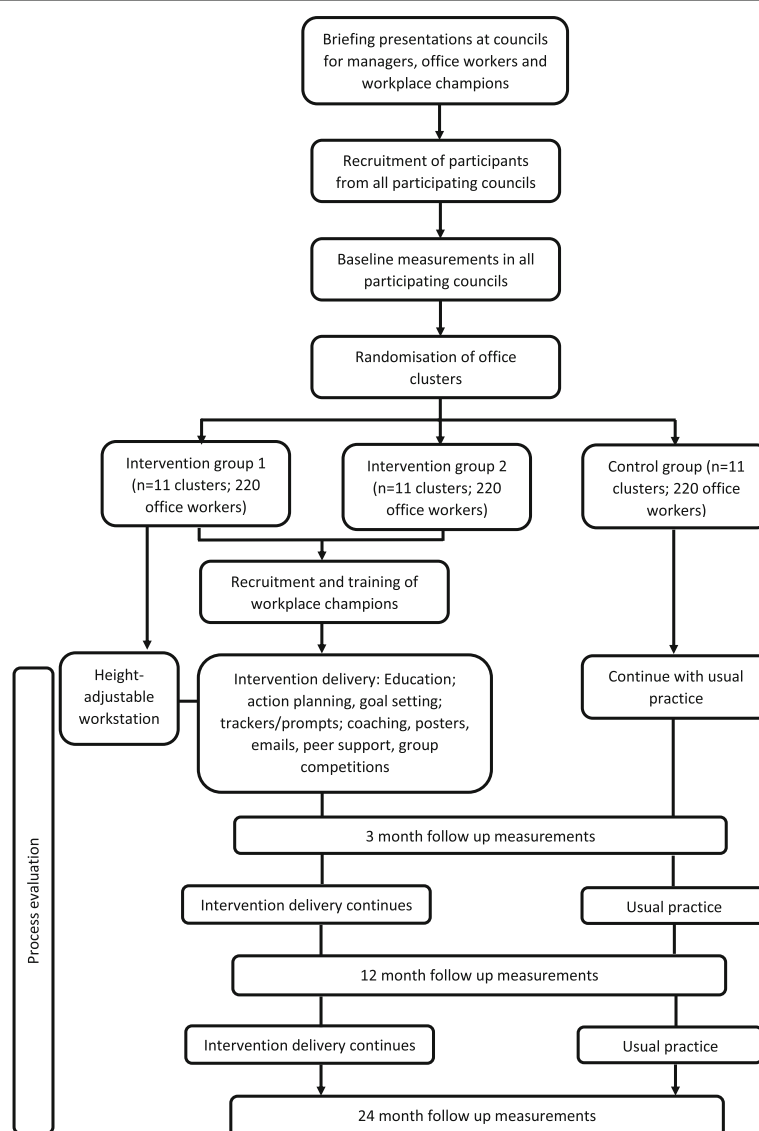 Briefing presentations at councils
for managers, office workers and
workplace champions
Recruitment of participants
from all participating councils
Baseline measurements in all
participating councils
Randomisation of office
clusters
Intervention group 1
(n=11 clusters; 220
office workers)
Intervention group 2
(n=11 clusters; 220
office workers)
Control group (n=11
clusters; 220 office
workers)
Recruitment and training of
workplace champions
Height-
adjustable
workstation
Intervention delivery: Education;
action planning, goal setting;
trackers/prompts; coaching, posters,
emails, peer support, group
competitions
Continue with usual
practice
Process evaluation
3 month follow up measurements
Intervention delivery continues
Usual practice
12 month follow up measurements
Intervention delivery continues
Usual practice
24 month follow up measurements